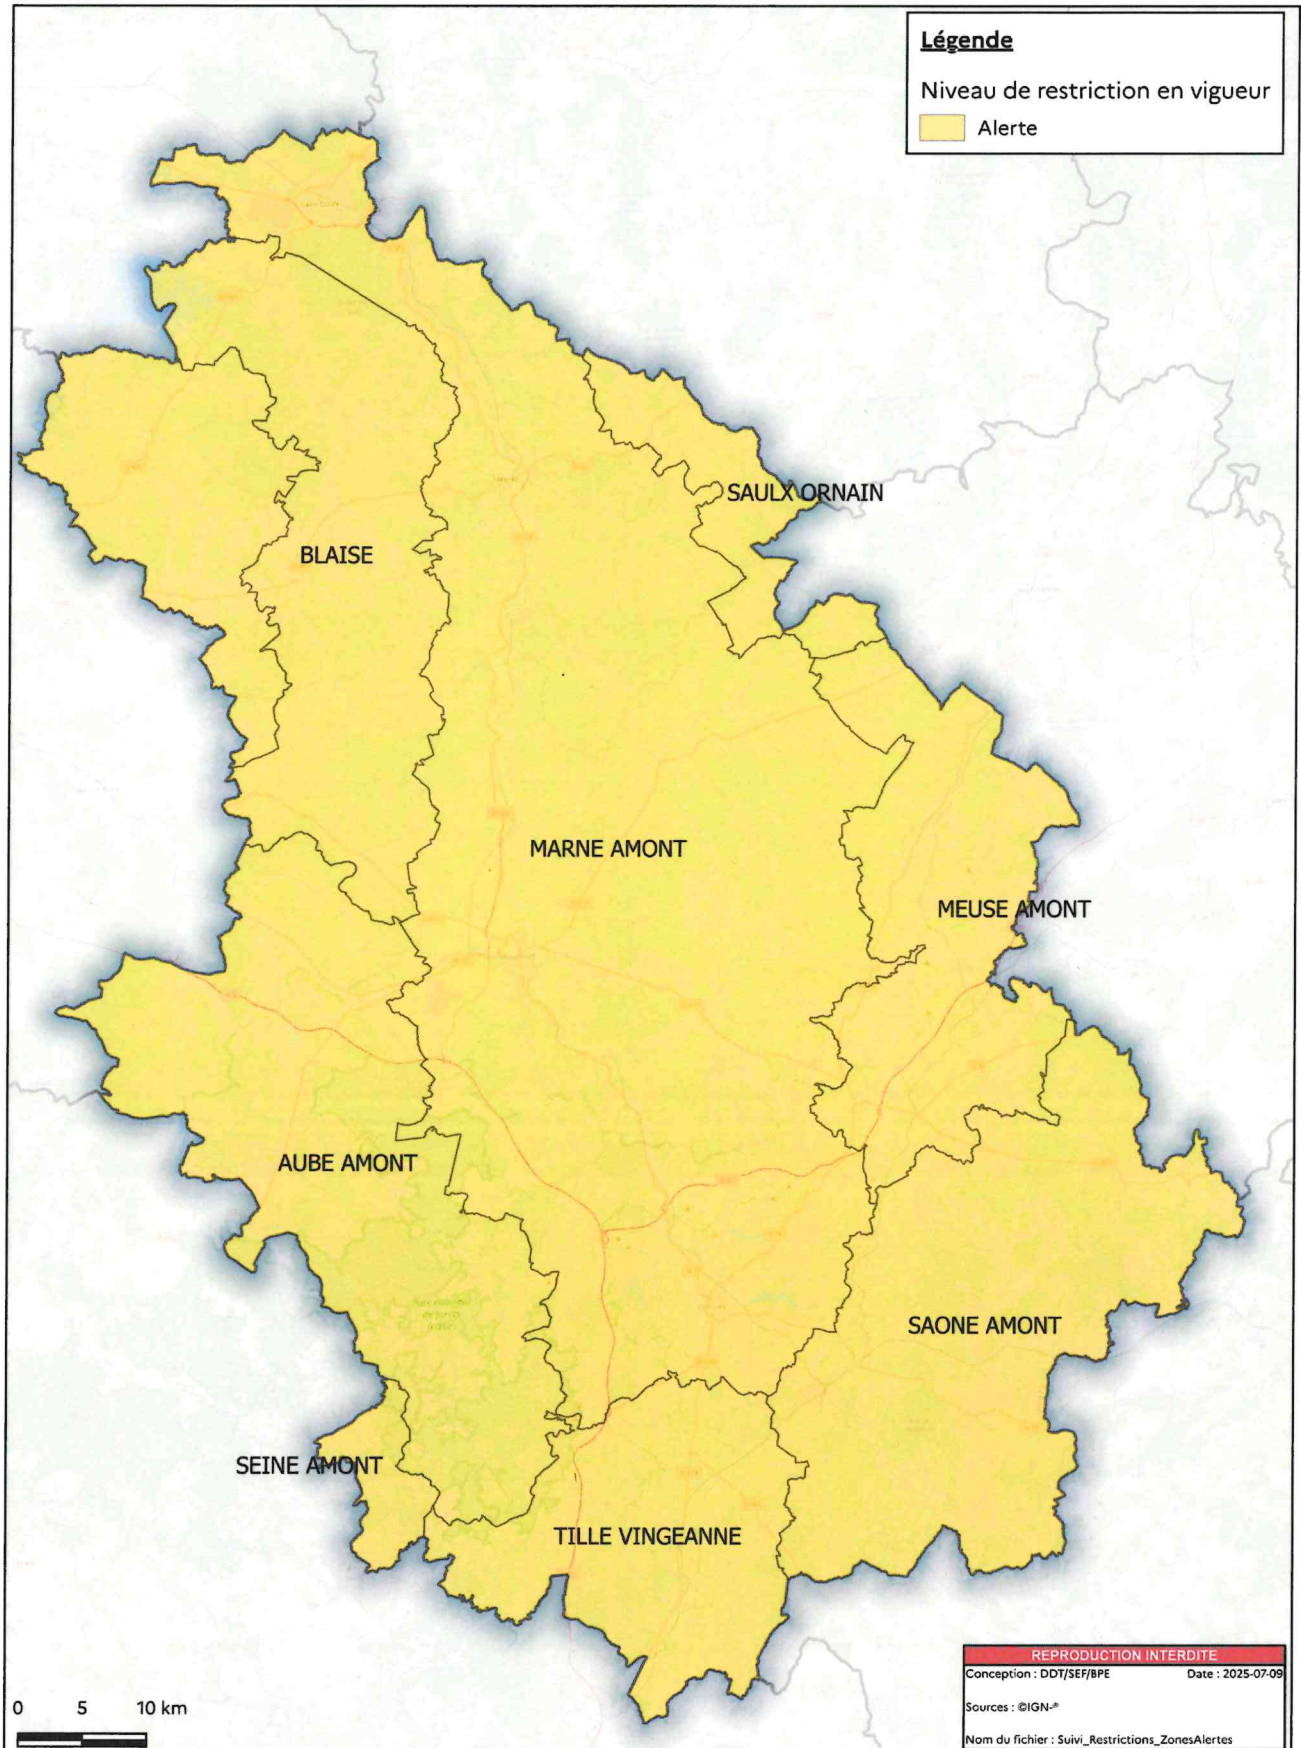 Légende
Niveau de restriction en vigueur
Alerte
SAULX ORNAIN
BLAISE
MARNE AMONT
MEUSE AMONT
AUBE AMONT
SAONE AMONT
SEINE AMONT
TILLE VINGEANNE
REPRODUCTION INTERDITE
Conception : DDT/SEF/BPE Date : 2025-07-09
Sources : ©IGN-®
Nom du fichier : Suivi_Restrictions_ZonesAlertes
0 5 10 km